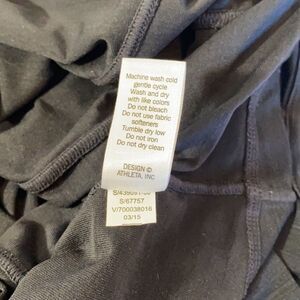 Machine wash cold
gentle cycle
Wash and dry
with like colors
Do not bleach
Do not use fabric
softeners
Tumble dry low
Do not iron
Do not dry clean
DESIGN ©
ATHLETA, INC
S/67757
V/700038016
03/15